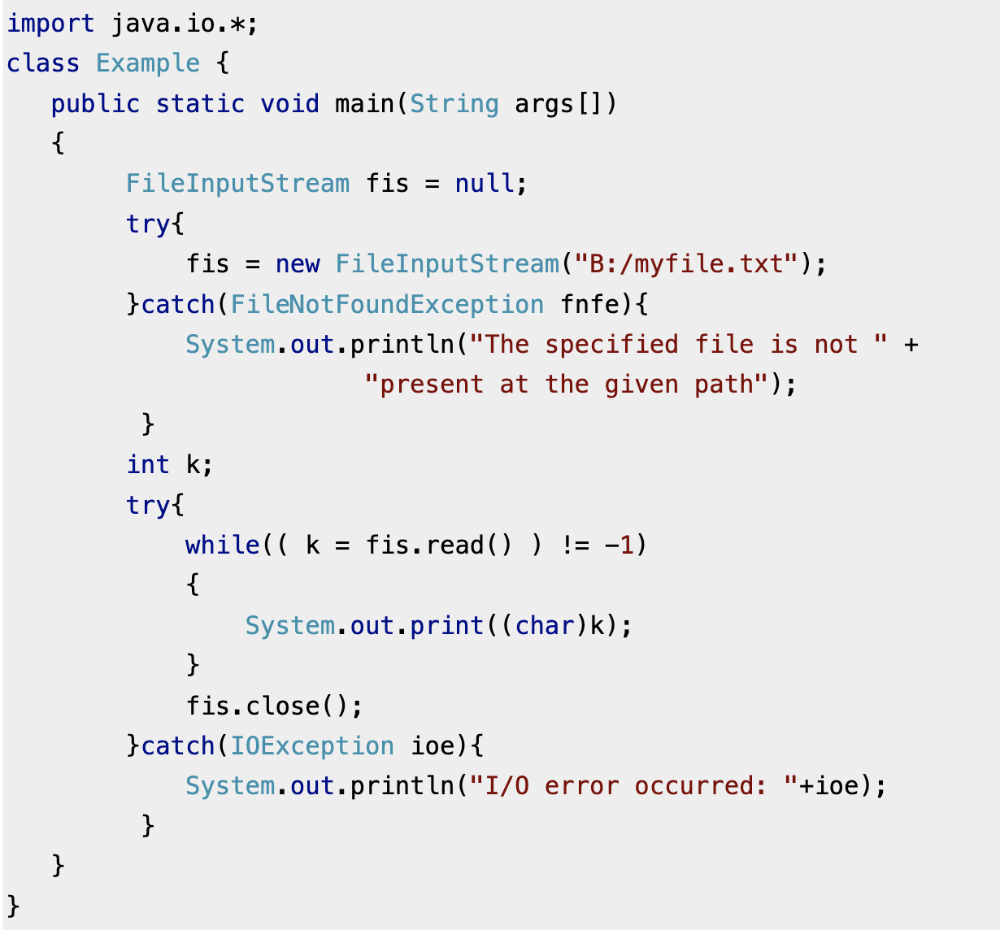 import java.io.*;
class Example {
   public static void main(String args[])
   {
        FileInputStream fis = null;
        try{
            fis = new FileInputStream("B:/myfile.txt");
        }catch(FileNotFoundException fnfe){
            System.out.println("The specified file is not " +
                        "present at the given path");
         }
        int k;
        try{
            while(( k = fis.read() ) != -1)
            {
                System.out.print((char)k);
            }
            fis.close();
        }catch(IOException ioe){
            System.out.println("I/O error occurred: "+ioe);
         }
   }
}